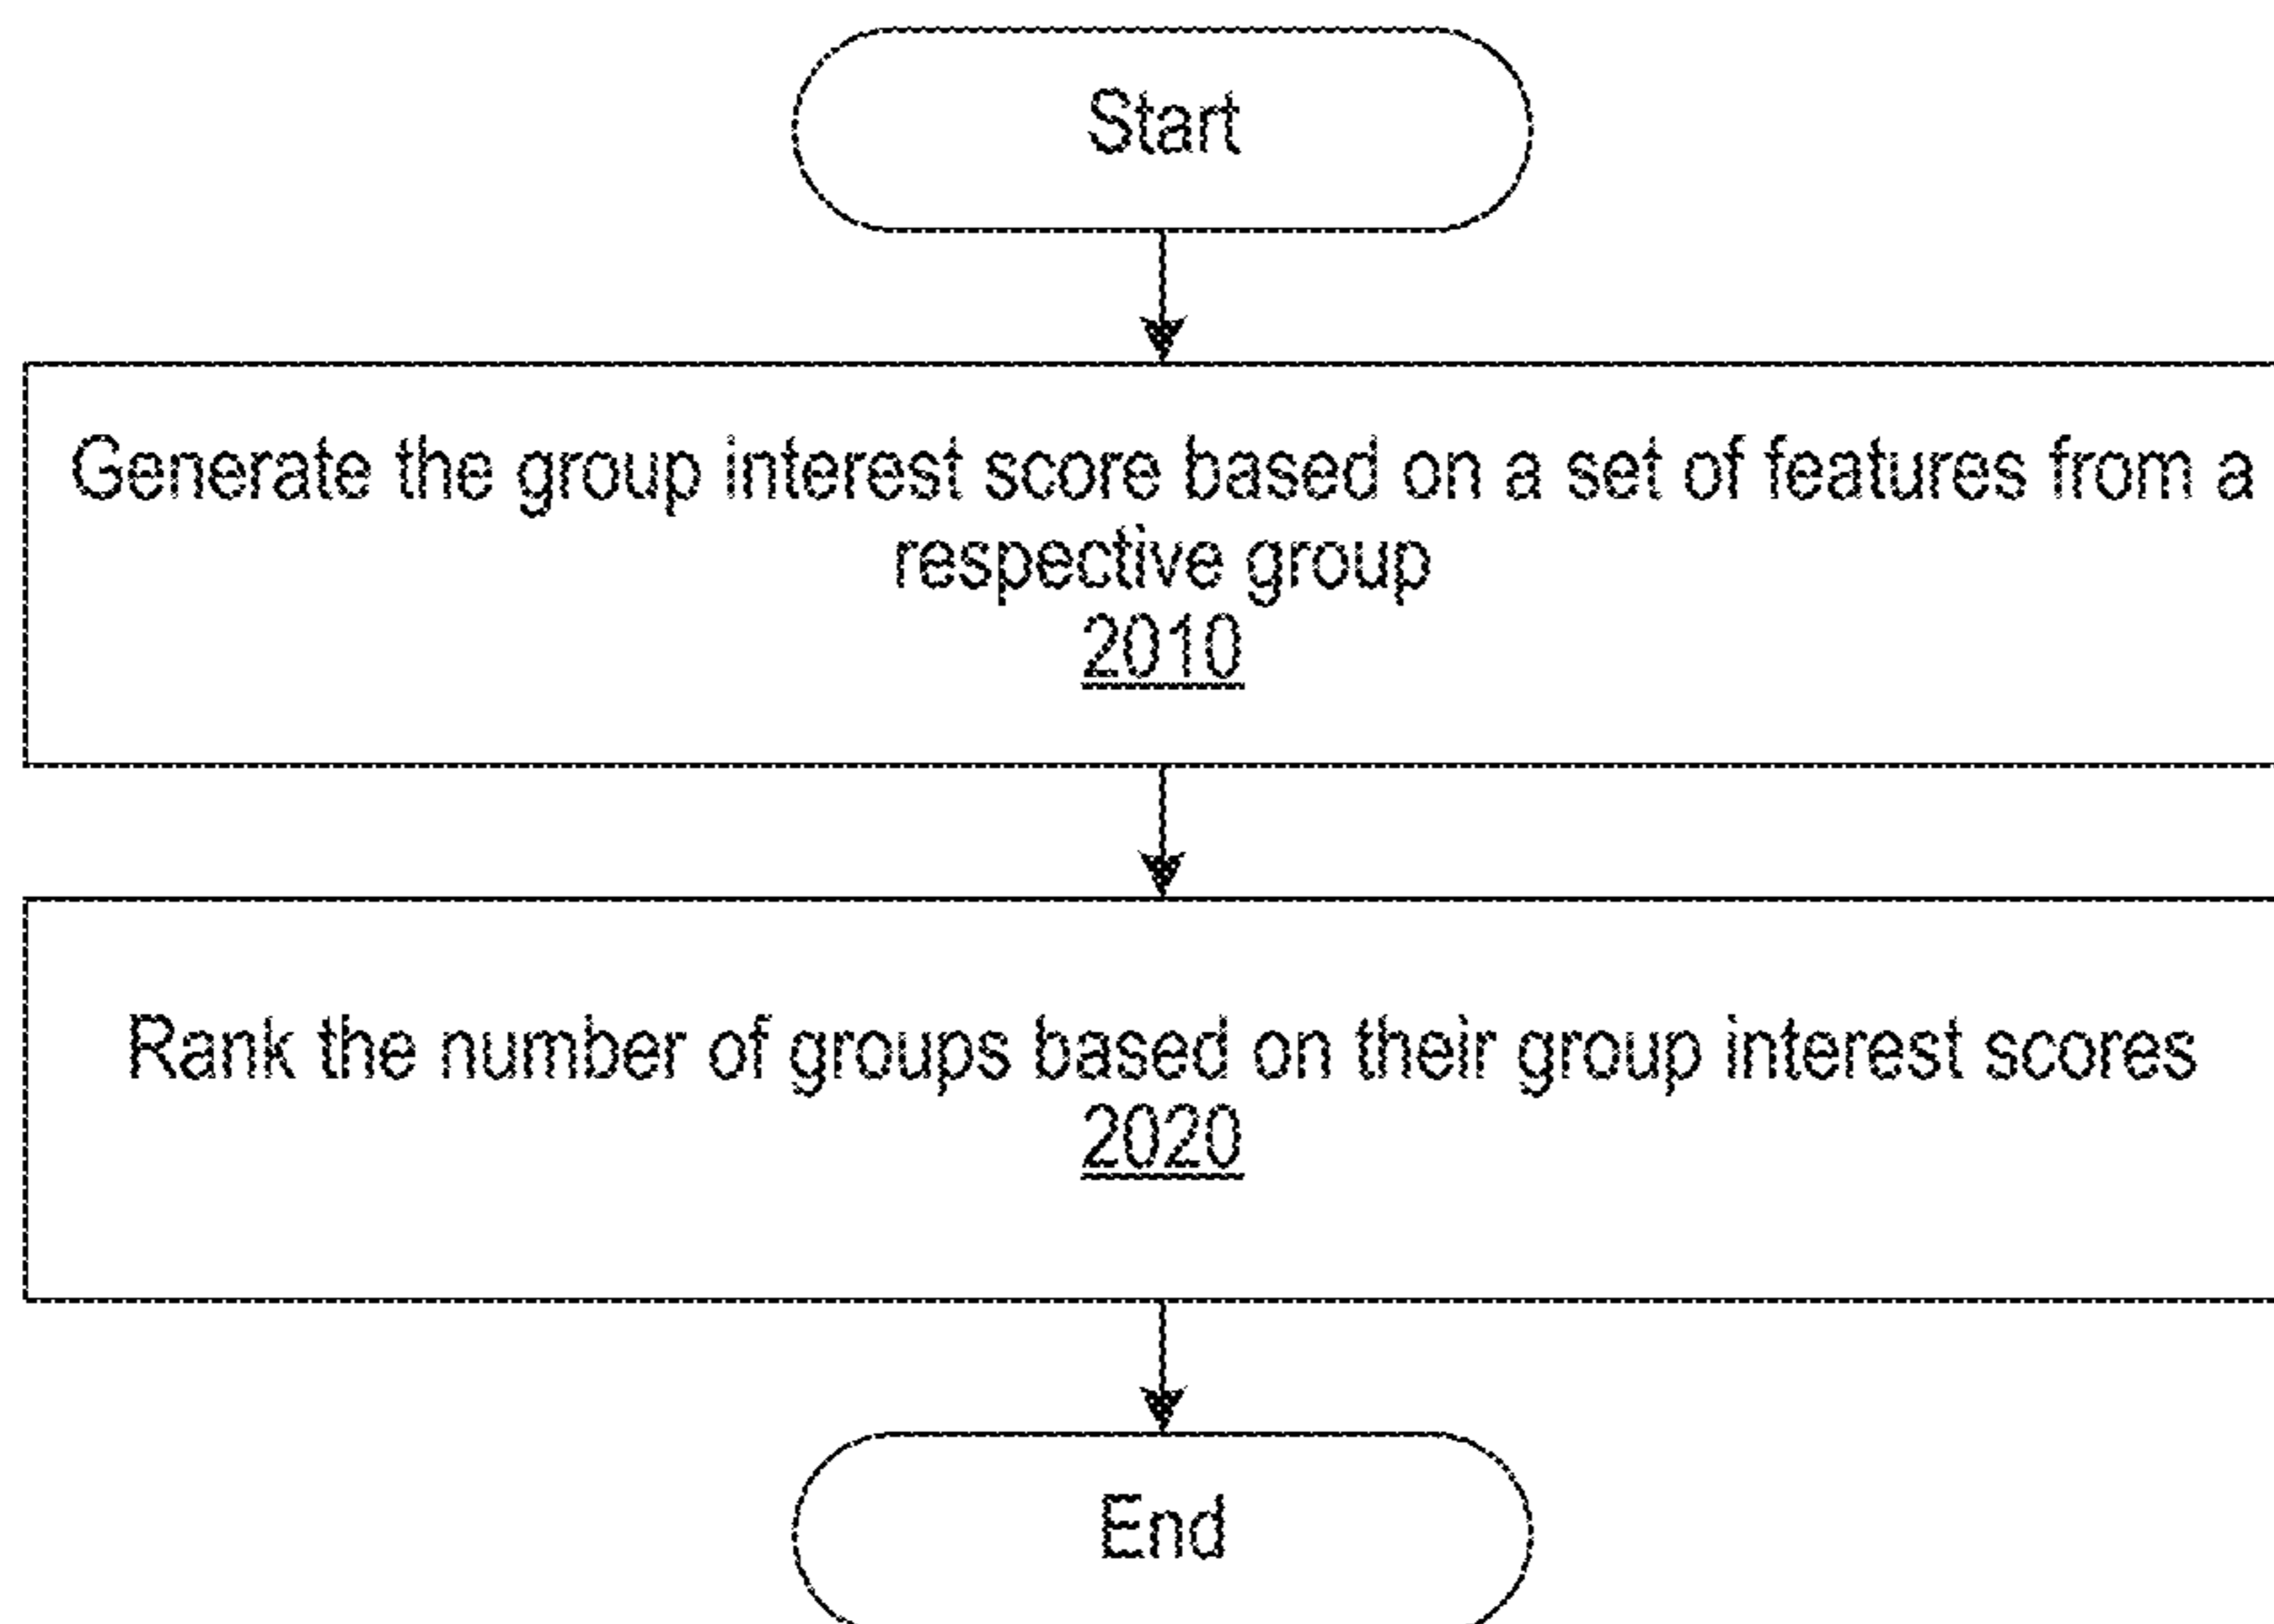 Start
Generate the group interest score based on a set of features from a
respective group
2010
Rank the number of groups based on their group interest scores
2020
End